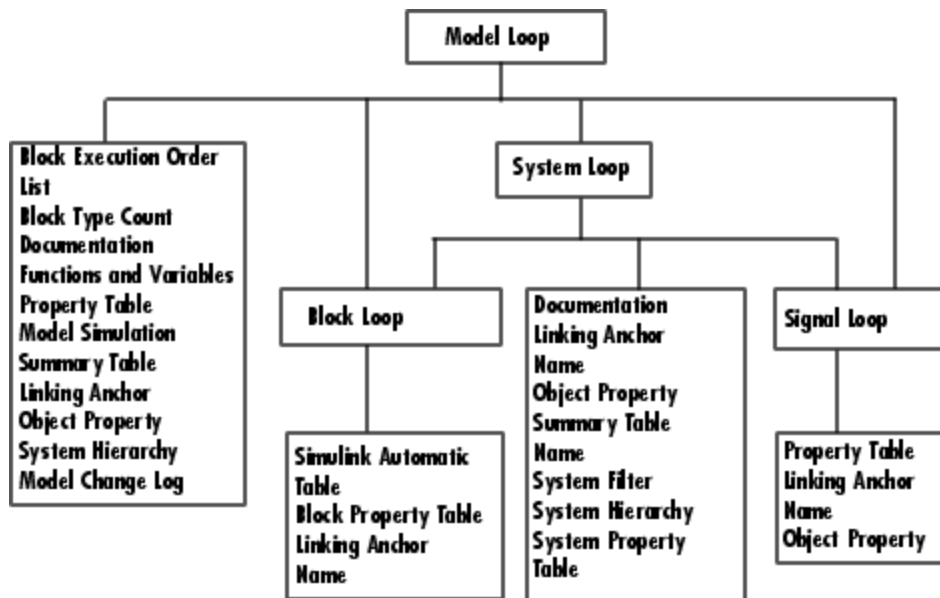 Model Loop
Block Execution Order
List
Block Type Count
Documentation
Functions and Variables
Property Table
Model Simulation
Summary Table
Linking Anchor
Object Property
System Hierarchy
Model Change Log
System Loop
Block Loop
Simulink Automatic
Table
Block Property Table
Linking Anchor
Name
Documentation
Linking Anchor
Name
Object Property
Summary Table
Name
System Filter
System Hierarchy
System Property
Table
Signal Loop
Property Table
Linking Anchor
Name
Object Property